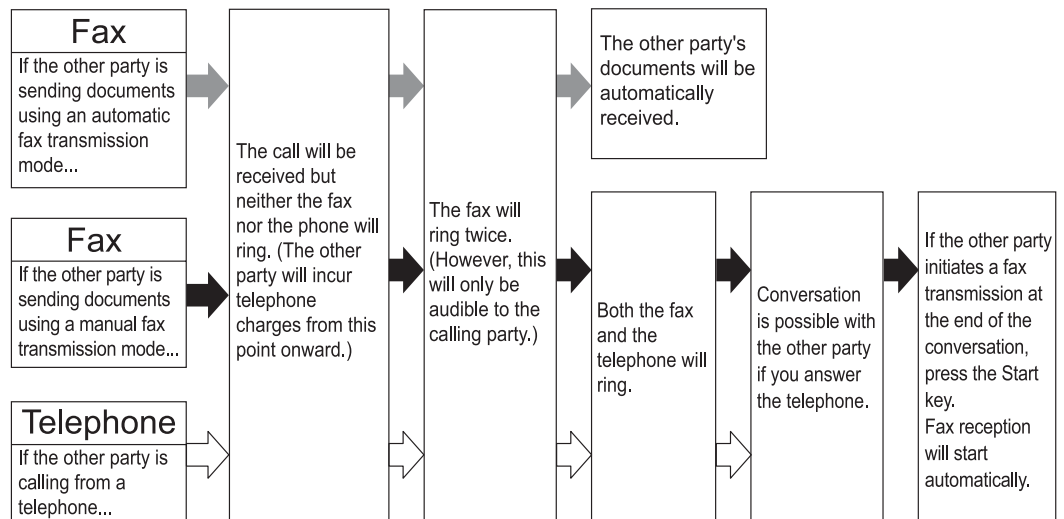 Fax
If the other party is
sending documents
using an automatic
fax transmission
mode...
Fax
If the other party is
sending documents
using a manual fax
transmission mode...
Telephone
If the other party is
calling from a
telephone...
The call will be
received but
neither the fax
nor the phone will
ring. (The other
party will incur
telephone
charges from this
point onward.)
The fax will
ring twice.
(However, this
will only be
audible to the
calling party.)
The other party's
documents will be
automatically
received.
Both the fax
and the
telephone will
ring.
Conversation
is possible with
the other party
if you answer
the telephone.
If the other party
initiates a fax
transmission at
the end of the
conversation,
press the Start
key.
Fax reception
will start
automatically.